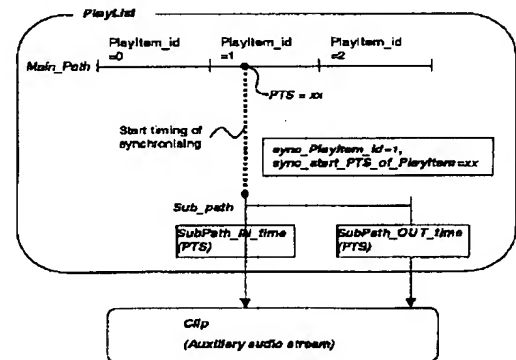 PlayList
PlayItem_id
=0
PlayItem_id
=1
PlayItem_id
=2
Main_Path
PTS = xx
Start timing of
synchronising
sync_PlayItem_id=1,
sync_start_PTS_of_PlayItem=xx
Sub_path
SubPath_IN_time
(PTS)
SubPath_OUT_time
(PTS)
Clip
(Auxiliary audio stream)